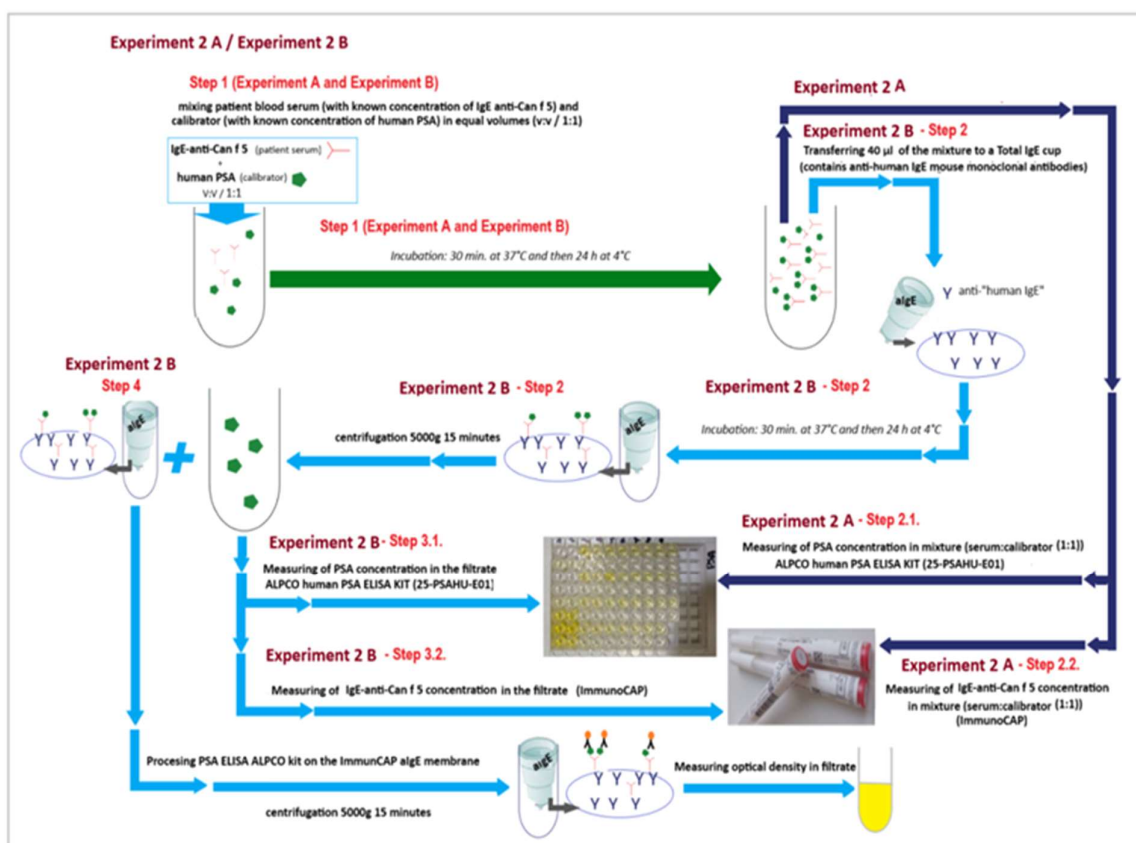 Experiment 2 A / Experiment 2 B
Step 1 (Experiment A and Experiment B)
mixing patient blood serum (with known concentration of IgE anti-Can f 5) and
calibrator (with known concentration of human PSA) in equal volumes (v:v / 1:1)
IgE-anti-Can f 5 (patient serum)
+
human PSA (calibrator)
V:V / 1:1
Step 1 (Experiment A and Experiment B)
Incubation: 30 min. at 37°C and then 24 h at 4°C
Experiment 2 A
Experiment 2 B - Step 2
Transferring 40 µl of the mixture to a Total IgE cup
(contains anti-human IgE mouse monoclonal antibodies)
aIgE
anti-"human IgE"
Experiment 2 B
Step 4
aIgE
Experiment 2 B - Step 2
centrifugation 5000g 15 minutes
aIgE
Experiment 2 B - Step 2
Incubation: 30 min. at 37°C and then 24 h at 4°C
Experiment 2 B - Step 3.1.
Measuring of PSA concentration in the filtrate
ALPCO human PSA ELISA KIT (25-PSAHU-E01)
Experiment 2 A - Step 2.1.
Measuring of PSA concentration in mixture (serum:calibrator (1:1))
ALPCO human PSA ELISA KIT (25-PSAHU-E01)
PSA
Experiment 2 B - Step 3.2.
Measuring of IgE-anti-Can f 5 concentration in the filtrate (ImmunoCAP)
Experiment 2 A - Step 2.2.
Measuring of IgE-anti-Can f 5 concentration
in mixture (serum:calibrator (1:1))
(ImmunoCAP)
Procesing PSA ELISA ALPCO kit on the ImmunCAP aIgE membrane
centrifugation 5000g 15 minutes
aIgE
Measuring optical density in filtrate